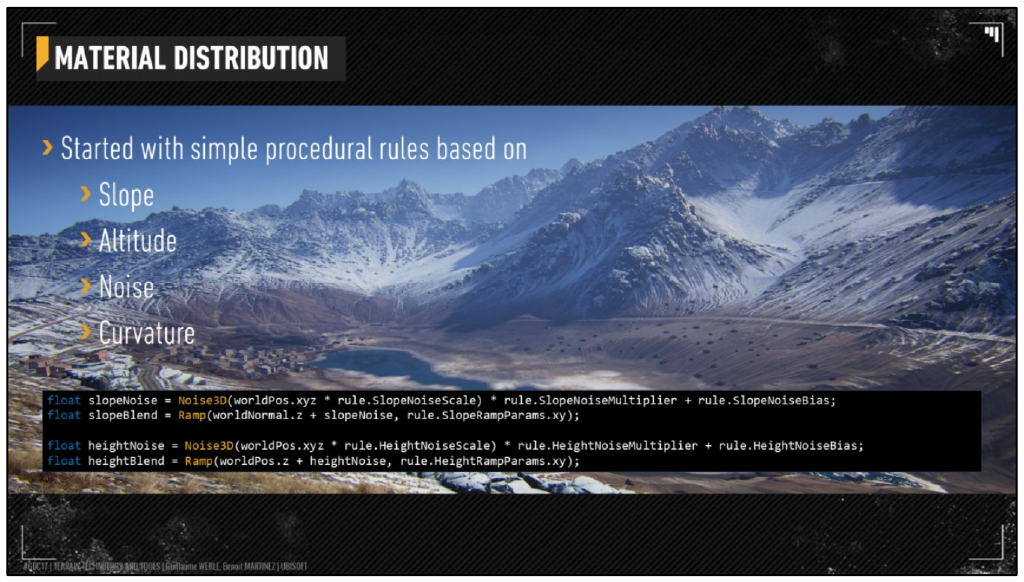 MATERIAL DISTRIBUTION
Started with simple procedural rules based on
Slope
Altitude
Noise
Curvature
float slopeNoise = Noise3D(worldPos.xyz * rule.SlopeNoiseScale) * rule.SlopeNoiseMultiplier + rule.SlopeNoiseBias;
float slopeBlend = Ramp(worldNormal.z + slopeNoise, rule.SlopeRampParams.xy);
float heightNoise = Noise3D(worldPos.xyz * rule.HeightNoiseScale) * rule.HeightNoiseMultiplier + rule.HeightNoiseBias;
float heightBlend = Ramp(worldPos.z + heightNoise, rule.HeightRampParams.xy);
#GDC17 | TERRAIN TECHNOLOGY AND TOOLS | Guillaume WERLE, Benoit MARTINEZ | UBISOFT